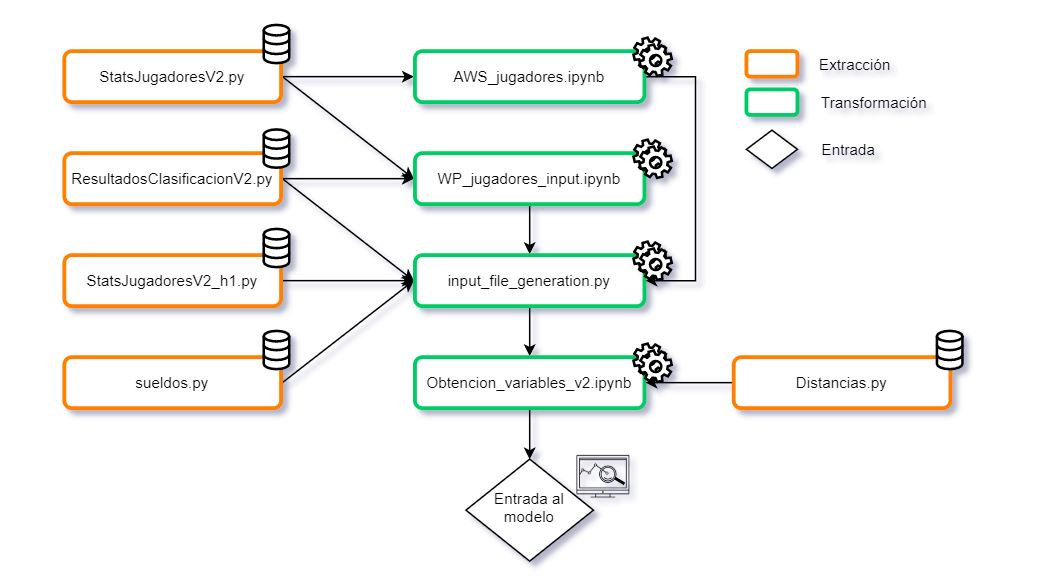 StatsJugadoresV2.py
AWS_jugadores.ipynb
Extracción
Transformación
Entrada
ResultadosClasificacionV2.py
WP_jugadores_input.ipynb
StatsJugadoresV2_h1.py
input_file_generation.py
sueldos.py
Obtencion_variables_v2.ipynb
Distancias.py
Entrada al
modelo